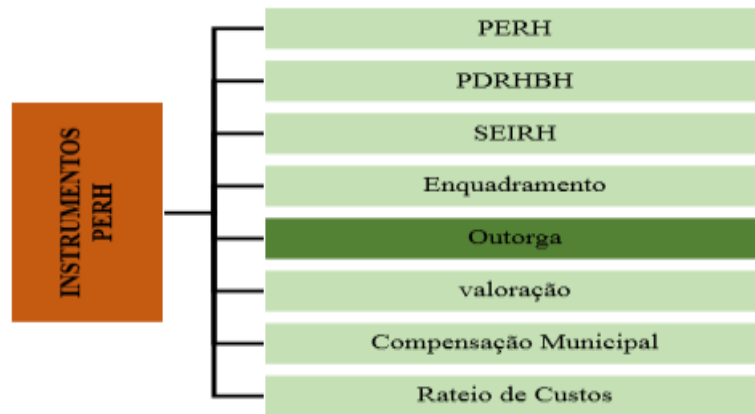 INSTRUMENTOS
PERH
PERH
PDRHBH
SEIRH
Enquadramento
Outorga
valoração
Compensação Municipal
Rateio de Custos